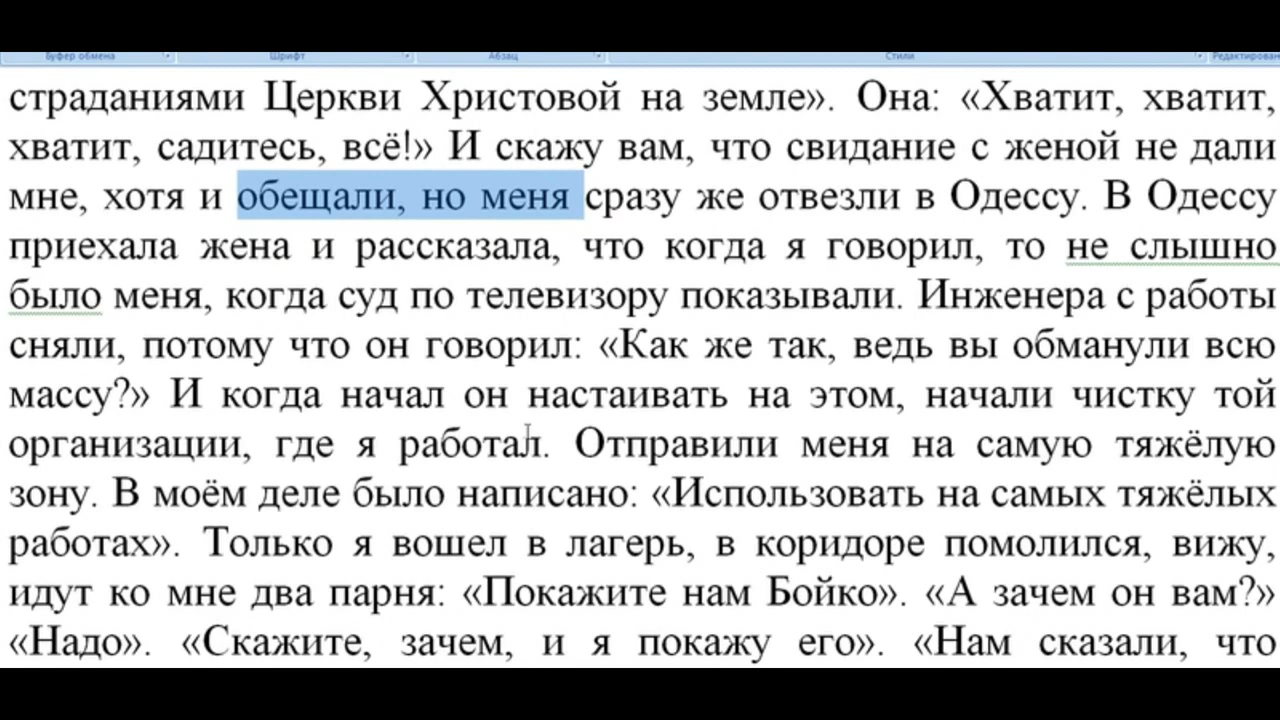 Буфер обмена Шрифт Абзац Стили
страданиями Церкви Христовой на земле». Она: «Хватит, хватит,
хватит, садитесь, всё!» И скажу вам, что свидание с женой не дали
мне, хотя и обещали, но меня сразу же отвезли в Одессу. В Одессу
приехала жена и рассказала, что когда я говорил, то не слышно
было меня, когда суд по телевизору показывали. Инженера с работы
сняли, потому что он говорил: «Как же так, ведь вы обманули всю
массу?» И когда начал он настаивать на этом, начали чистку той
организации, где я работал. Отправили меня на самую тяжёлую
зону. В моём деле было написано: «Использовать на самых тяжёлых
работах». Только я вошел в лагерь, в коридоре помолился, вижу,
идут ко мне два парня: «Покажите нам Бойко». «А зачем он вам?»
«Надо». «Скажите, зачем, и я покажу его». «Нам сказали, что